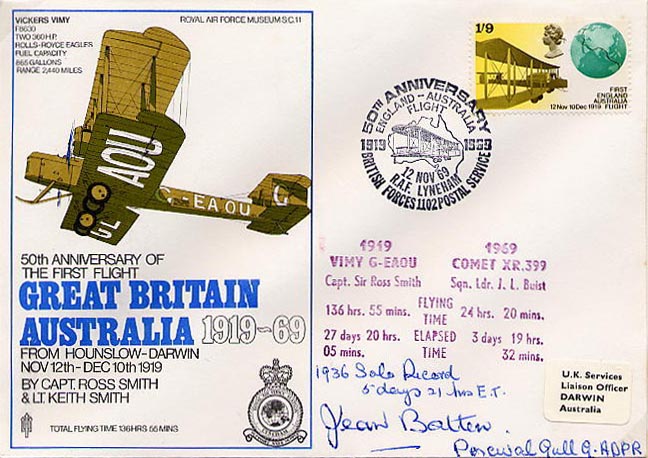 VICKERS VIMY
F8630
TWO 360 H.P.
ROLLS-ROYCE EAGLES
FUEL CAPACITY
865 GALLONS
RANGE 2,440 MILES
ROYAL AIR FORCE MUSEUM S.C.11
AOU
G-EAOU
G
50th ANNIVERSARY OF
THE FIRST FLIGHT
GREAT BRITAIN
AUSTRALIA 1919-69
FROM HOUNSLOW-DARWIN
NOV 12th-DEC 10th 1919
BY CAPT. ROSS SMITH
& LT. KEITH SMITH
TOTAL FLYING TIME 136 HRS 55 MINS
LYNEHAM
1/9
FIRST
ENGLAND
AUSTRALIA
FLIGHT
12 Nov 10 Dec 1919
50TH ANNIVERSARY
ENGLAND - AUSTRALIA
FLIGHT
1919 1969
12 NOV 69
R.A.F. LYNEHAM
BRITISH FORCES 1102 POSTAL SERVICE
1919 1969
VIMY G-EAOU COMET XR.399
Capt. Sir Ross Smith Sqn. Ldr. J. L. Buist
136 hrs. 55 mins. FLYING TIME 24 hrs. 20 mins.
27 days 20 hrs. ELAPSED 3 days 19 hrs.
05 mins. TIME 32 mins.
1936 Solo Record
5 days 21 hrs E.T.
Jean Batten
Percival Gull G-ADPR
U.K. Services
Liaison Officer
DARWIN
Australia